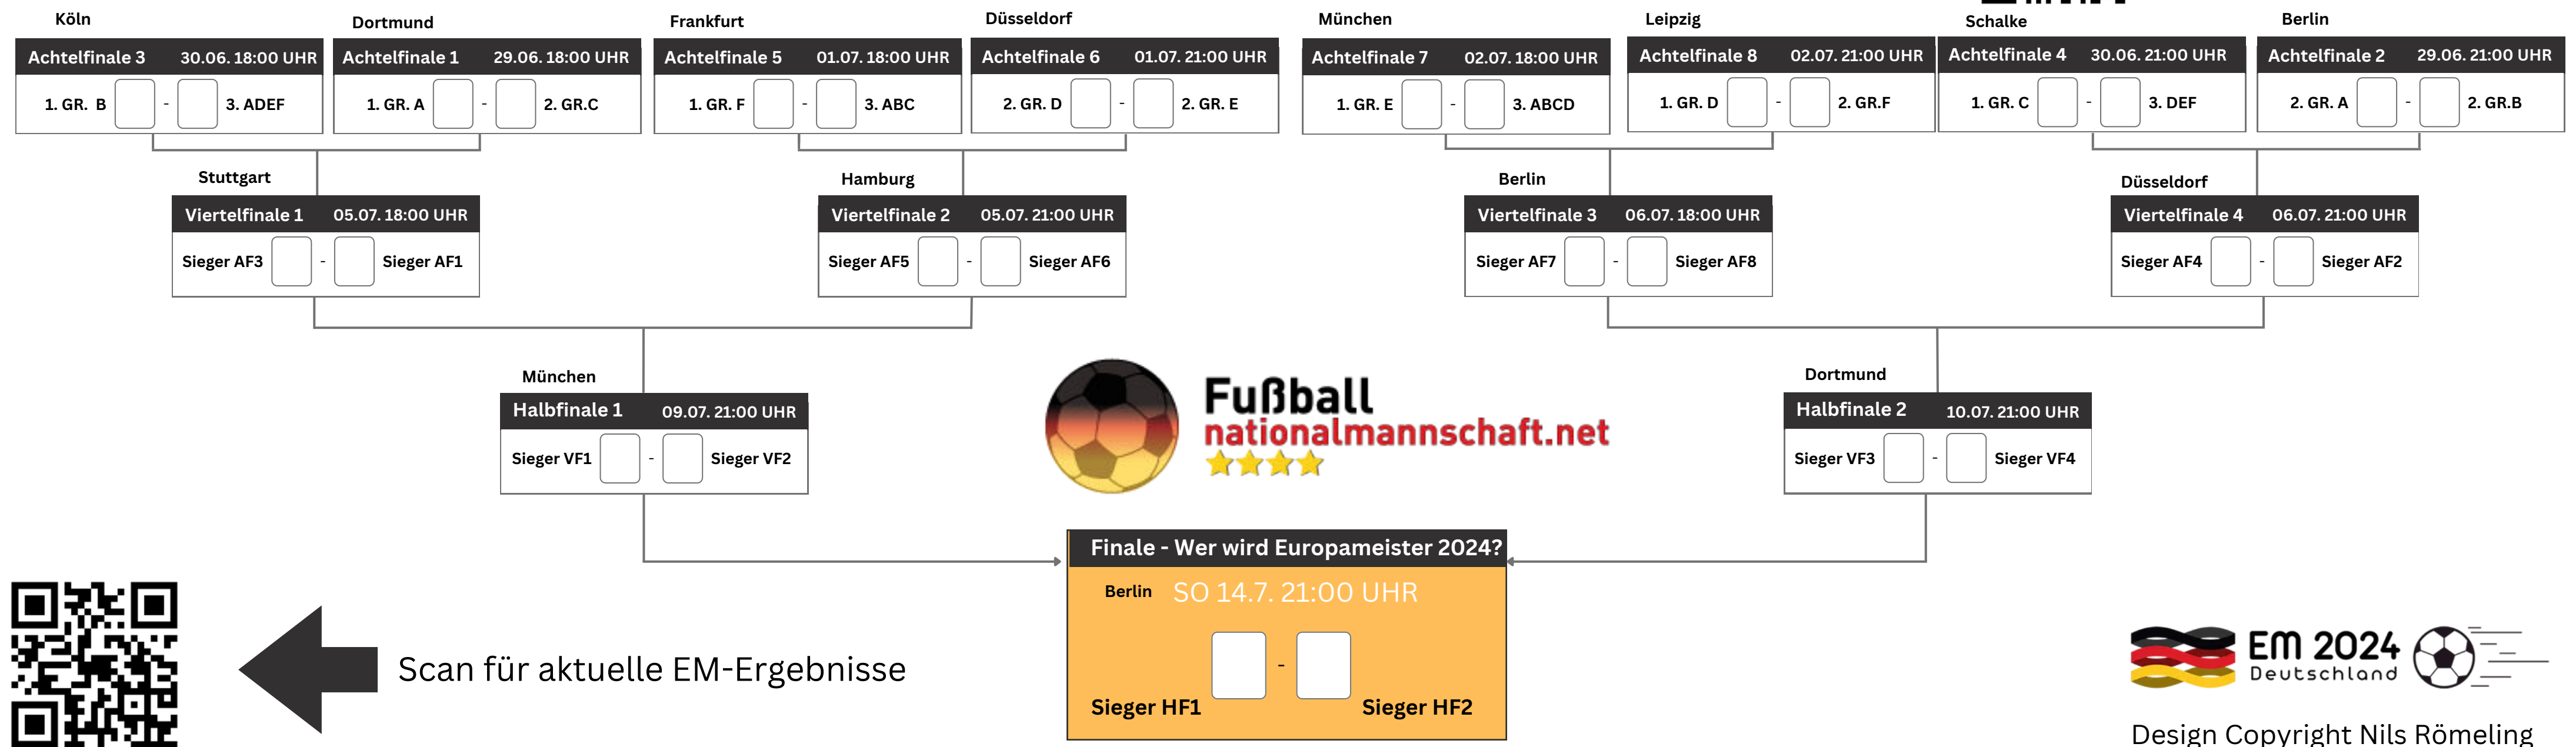 Köln
Achtelfinale 3 30.06. 18:00 UHR
1. GR. B - 3. ADEF
Dortmund
Achtelfinale 1 29.06. 18:00 UHR
1. GR. A - 2. GR.C
Frankfurt
Achtelfinale 5 01.07. 18:00 UHR
1. GR. F - 3. ABC
Düsseldorf
Achtelfinale 6 01.07. 21:00 UHR
2. GR. D - 2. GR. E
München
Achtelfinale 7 02.07. 18:00 UHR
1. GR. E - 3. ABCD
Leipzig
Achtelfinale 8 02.07. 21:00 UHR
1. GR. D - 2. GR.F
Schalke
Achtelfinale 4 30.06. 21:00 UHR
1. GR. C - 3. DEF
Berlin
Achtelfinale 2 29.06. 21:00 UHR
2. GR. A - 2. GR.B
Stuttgart
Viertelfinale 1 05.07. 18:00 UHR
Sieger AF3 - Sieger AF1
Hamburg
Viertelfinale 2 05.07. 21:00 UHR
Sieger AF5 - Sieger AF6
Berlin
Viertelfinale 3 06.07. 18:00 UHR
Sieger AF7 - Sieger AF8
Düsseldorf
Viertelfinale 4 06.07. 21:00 UHR
Sieger AF4 - Sieger AF2
München
Halbfinale 1 09.07. 21:00 UHR
Sieger VF1 - Sieger VF2
Fußball
nationalmannschaft.net
Dortmund
Halbfinale 2 10.07. 21:00 UHR
Sieger VF3 - Sieger VF4
Finale - Wer wird Europameister 2024?
Berlin SO 14.7. 21:00 UHR
-
Sieger HF1 Sieger HF2
Scan für aktuelle EM-Ergebnisse
EM 2024
Deutschland
Design Copyright Nils Römeling